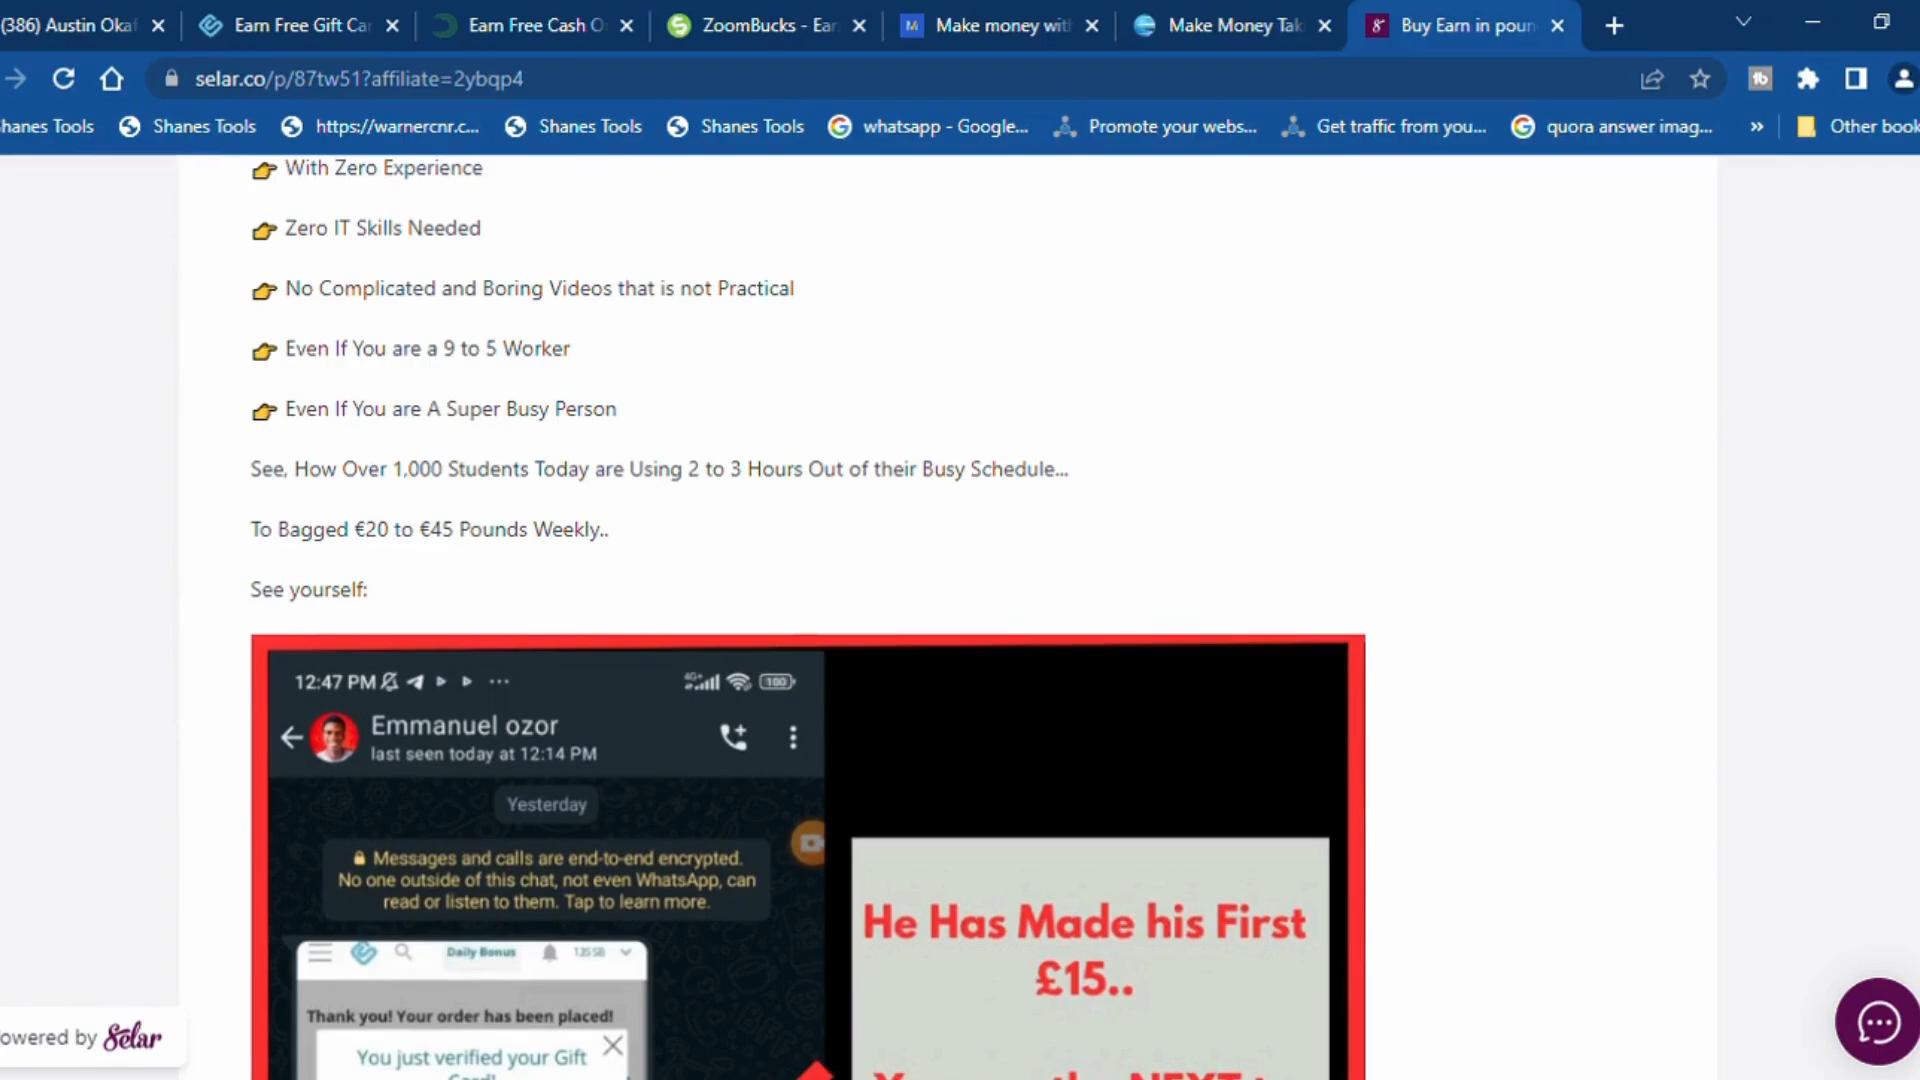 (386) Austin Oka
Earn Free Gift Ca
Earn Free Cash O
ZoomBucks - Ear
Make money wit
Make Money Tak
Buy Earn in poun
selar.co/p/87tw51?affiliate=2ybqp4
hanes Tools
Shanes Tools
https://warnercnr.c...
Shanes Tools
Shanes Tools
whatsapp - Google...
Promote your webs...
Get traffic from you...
quora answer imag...
Other book
With Zero Experience
Zero IT Skills Needed
No Complicated and Boring Videos that is not Practical
Even If You are a 9 to 5 Worker
Even If You are A Super Busy Person
See, How Over 1,000 Students Today are Using 2 to 3 Hours Out of their Busy Schedule...
To Bagged €20 to €45 Pounds Weekly..
See yourself:
12:47 PM
4G+
100
Emmanuel ozor
last seen today at 12:14 PM
Yesterday
Messages and calls are end-to-end encrypted.
No one outside of this chat, not even WhatsApp, can
read or listen to them. Tap to learn more.
Daily Bonus
135 SB
Thank you! Your order has been placed!
You just verified your Gift
He Has Made his First
£15..
owered by Selar